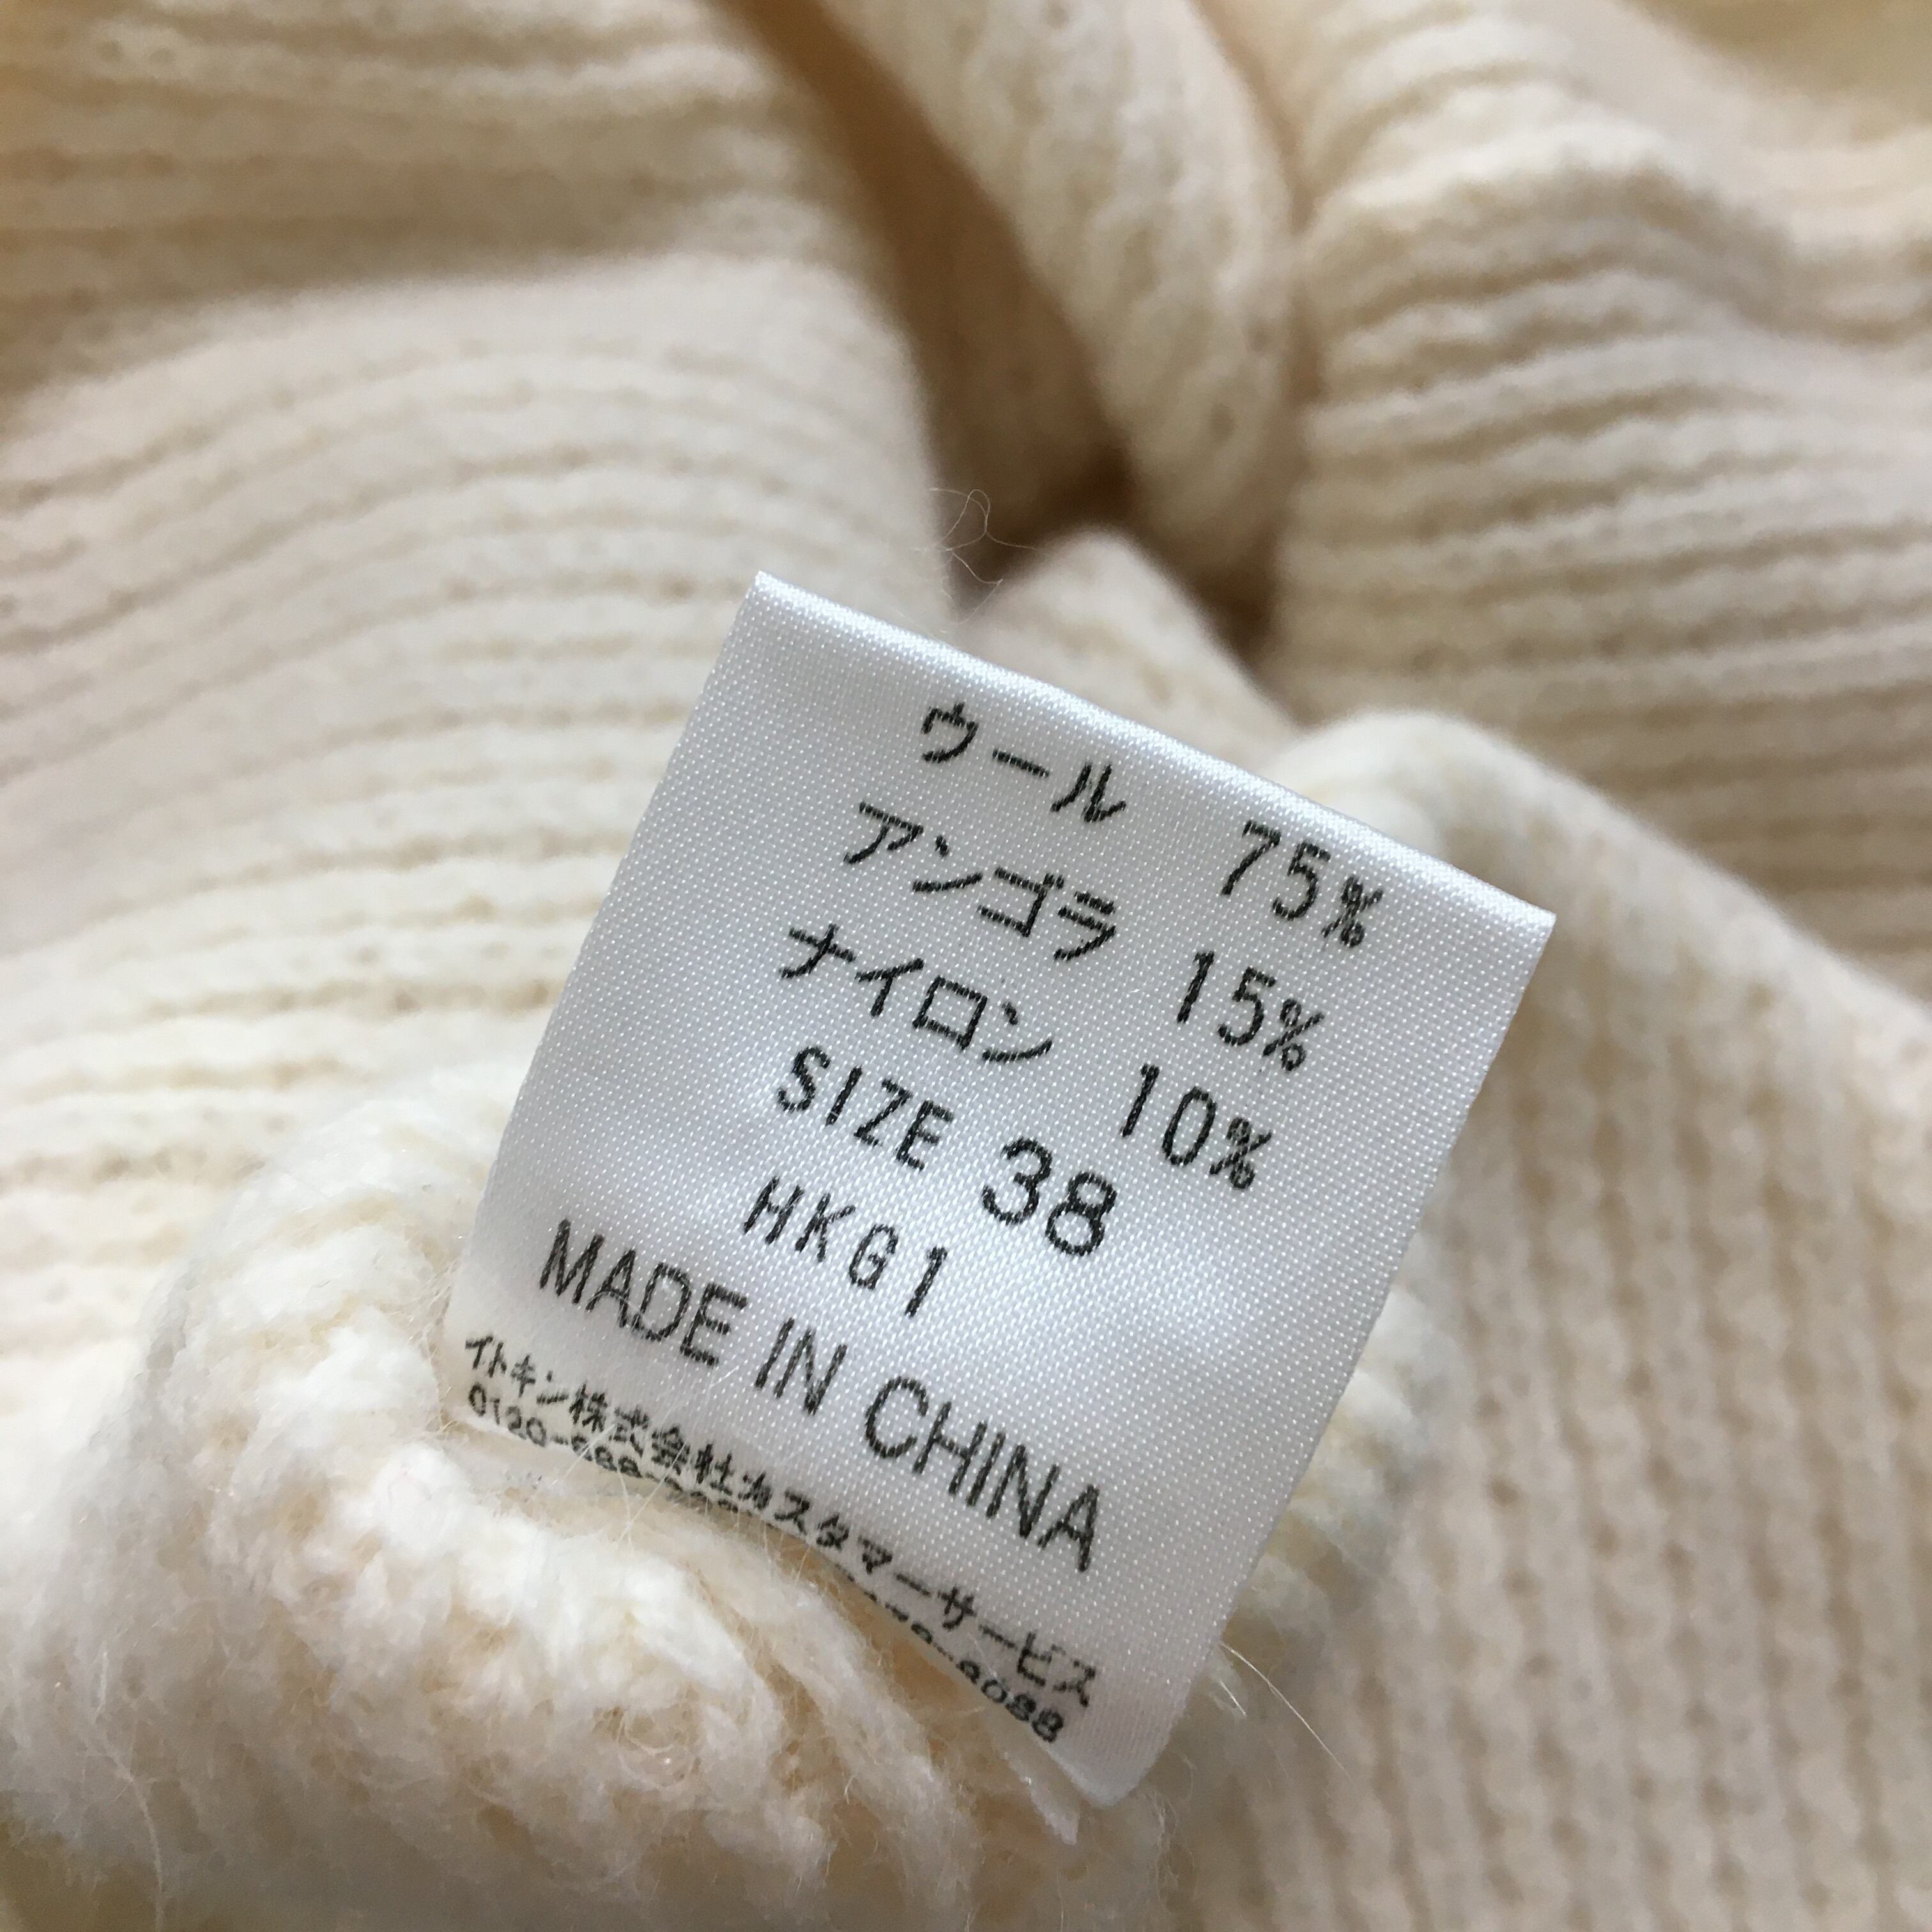 ウール 75%
アンゴラ 15%
ナイロン 10%
SIZE 38
HKG1
MADE IN CHINA
イトキン株式会社カスタマーサービス